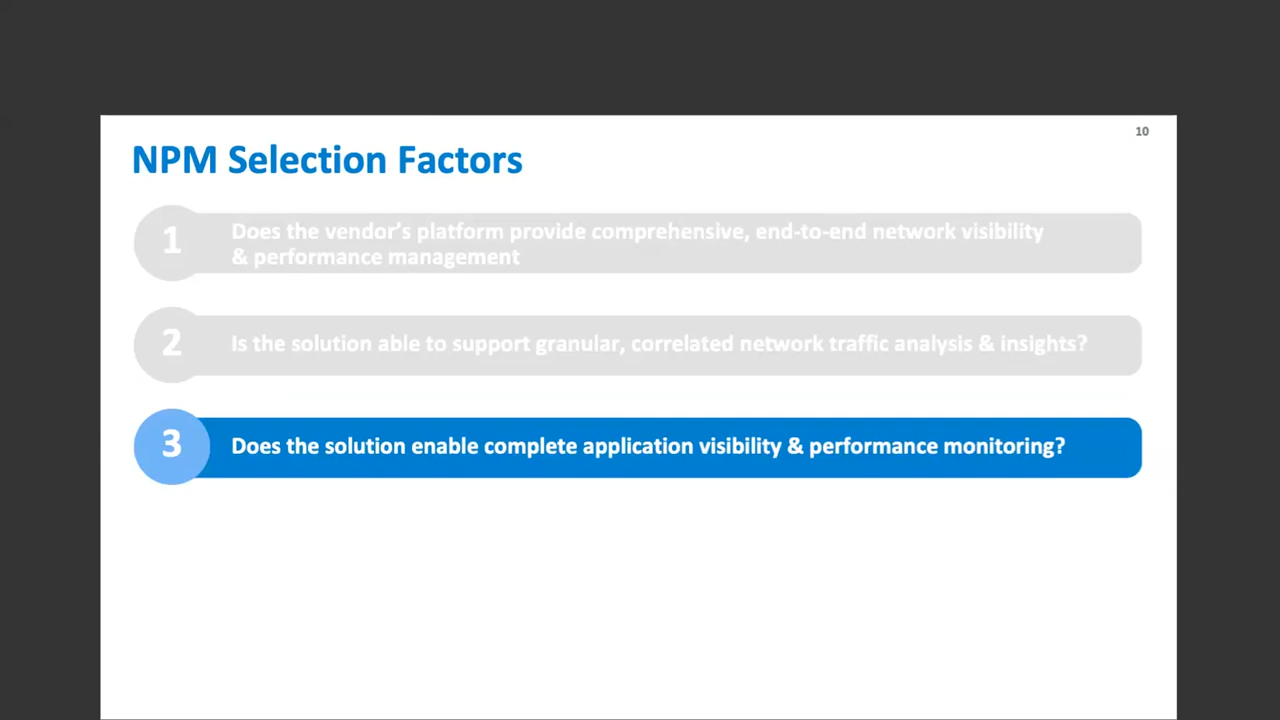 10
NPM Selection Factors
1
Does the vendor’s platform provide comprehensive, end-to-end network visibility
& performance management
2
Is the solution able to support granular, correlated network traffic analysis & insights?
3
Does the solution enable complete application visibility & performance monitoring?